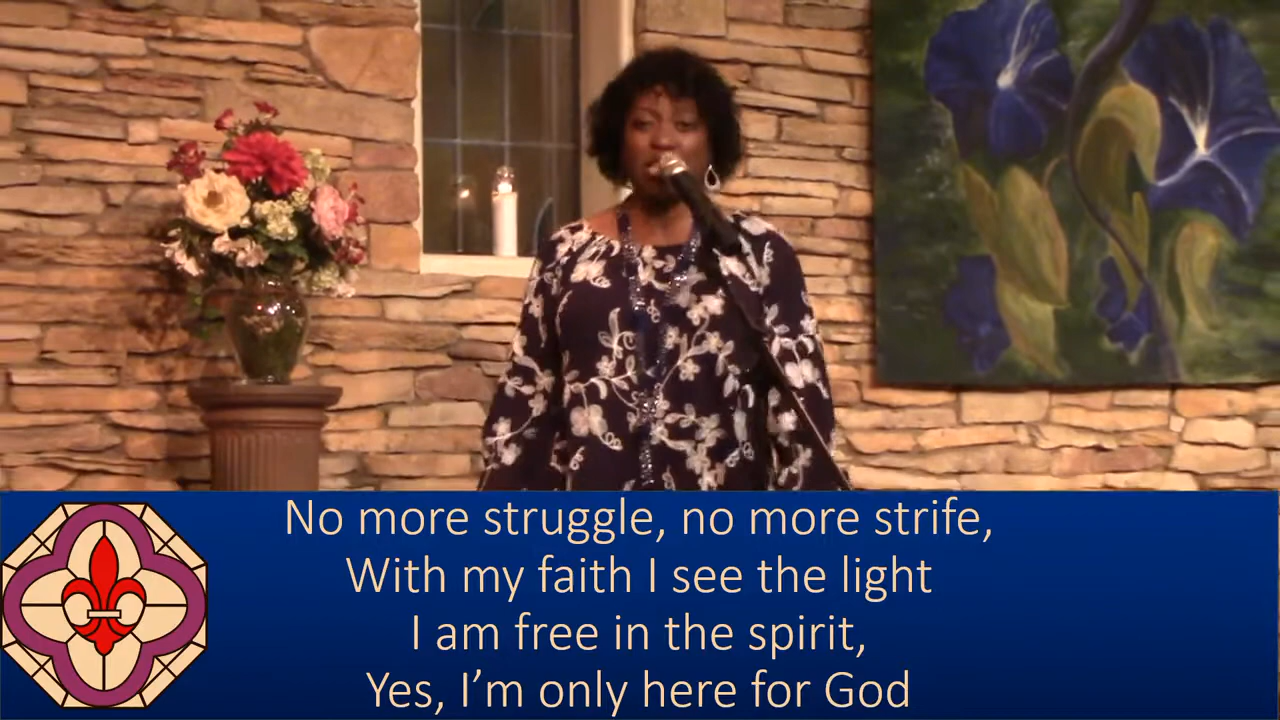 No more struggle, no more strife,
With my faith I see the light
I am free in the spirit,
Yes, I’m only here for God